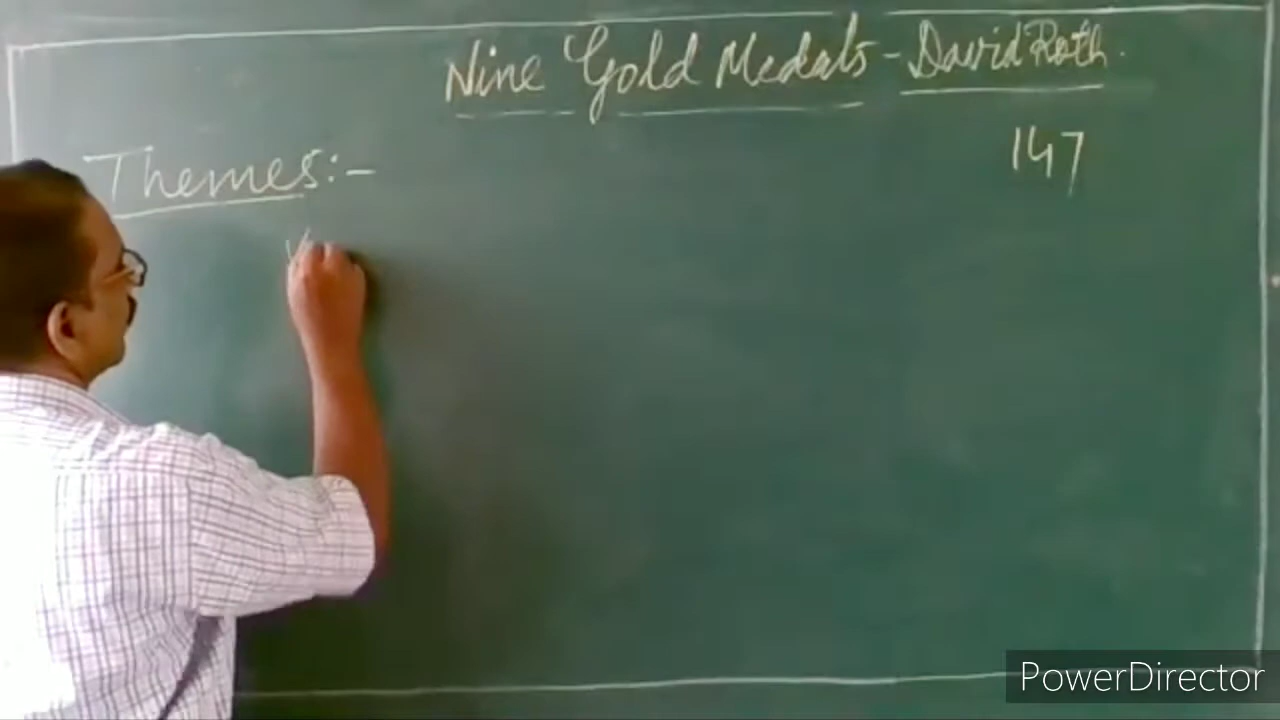 Nine Gold Medals - David Roth.
147
Themes:-
PowerDirector